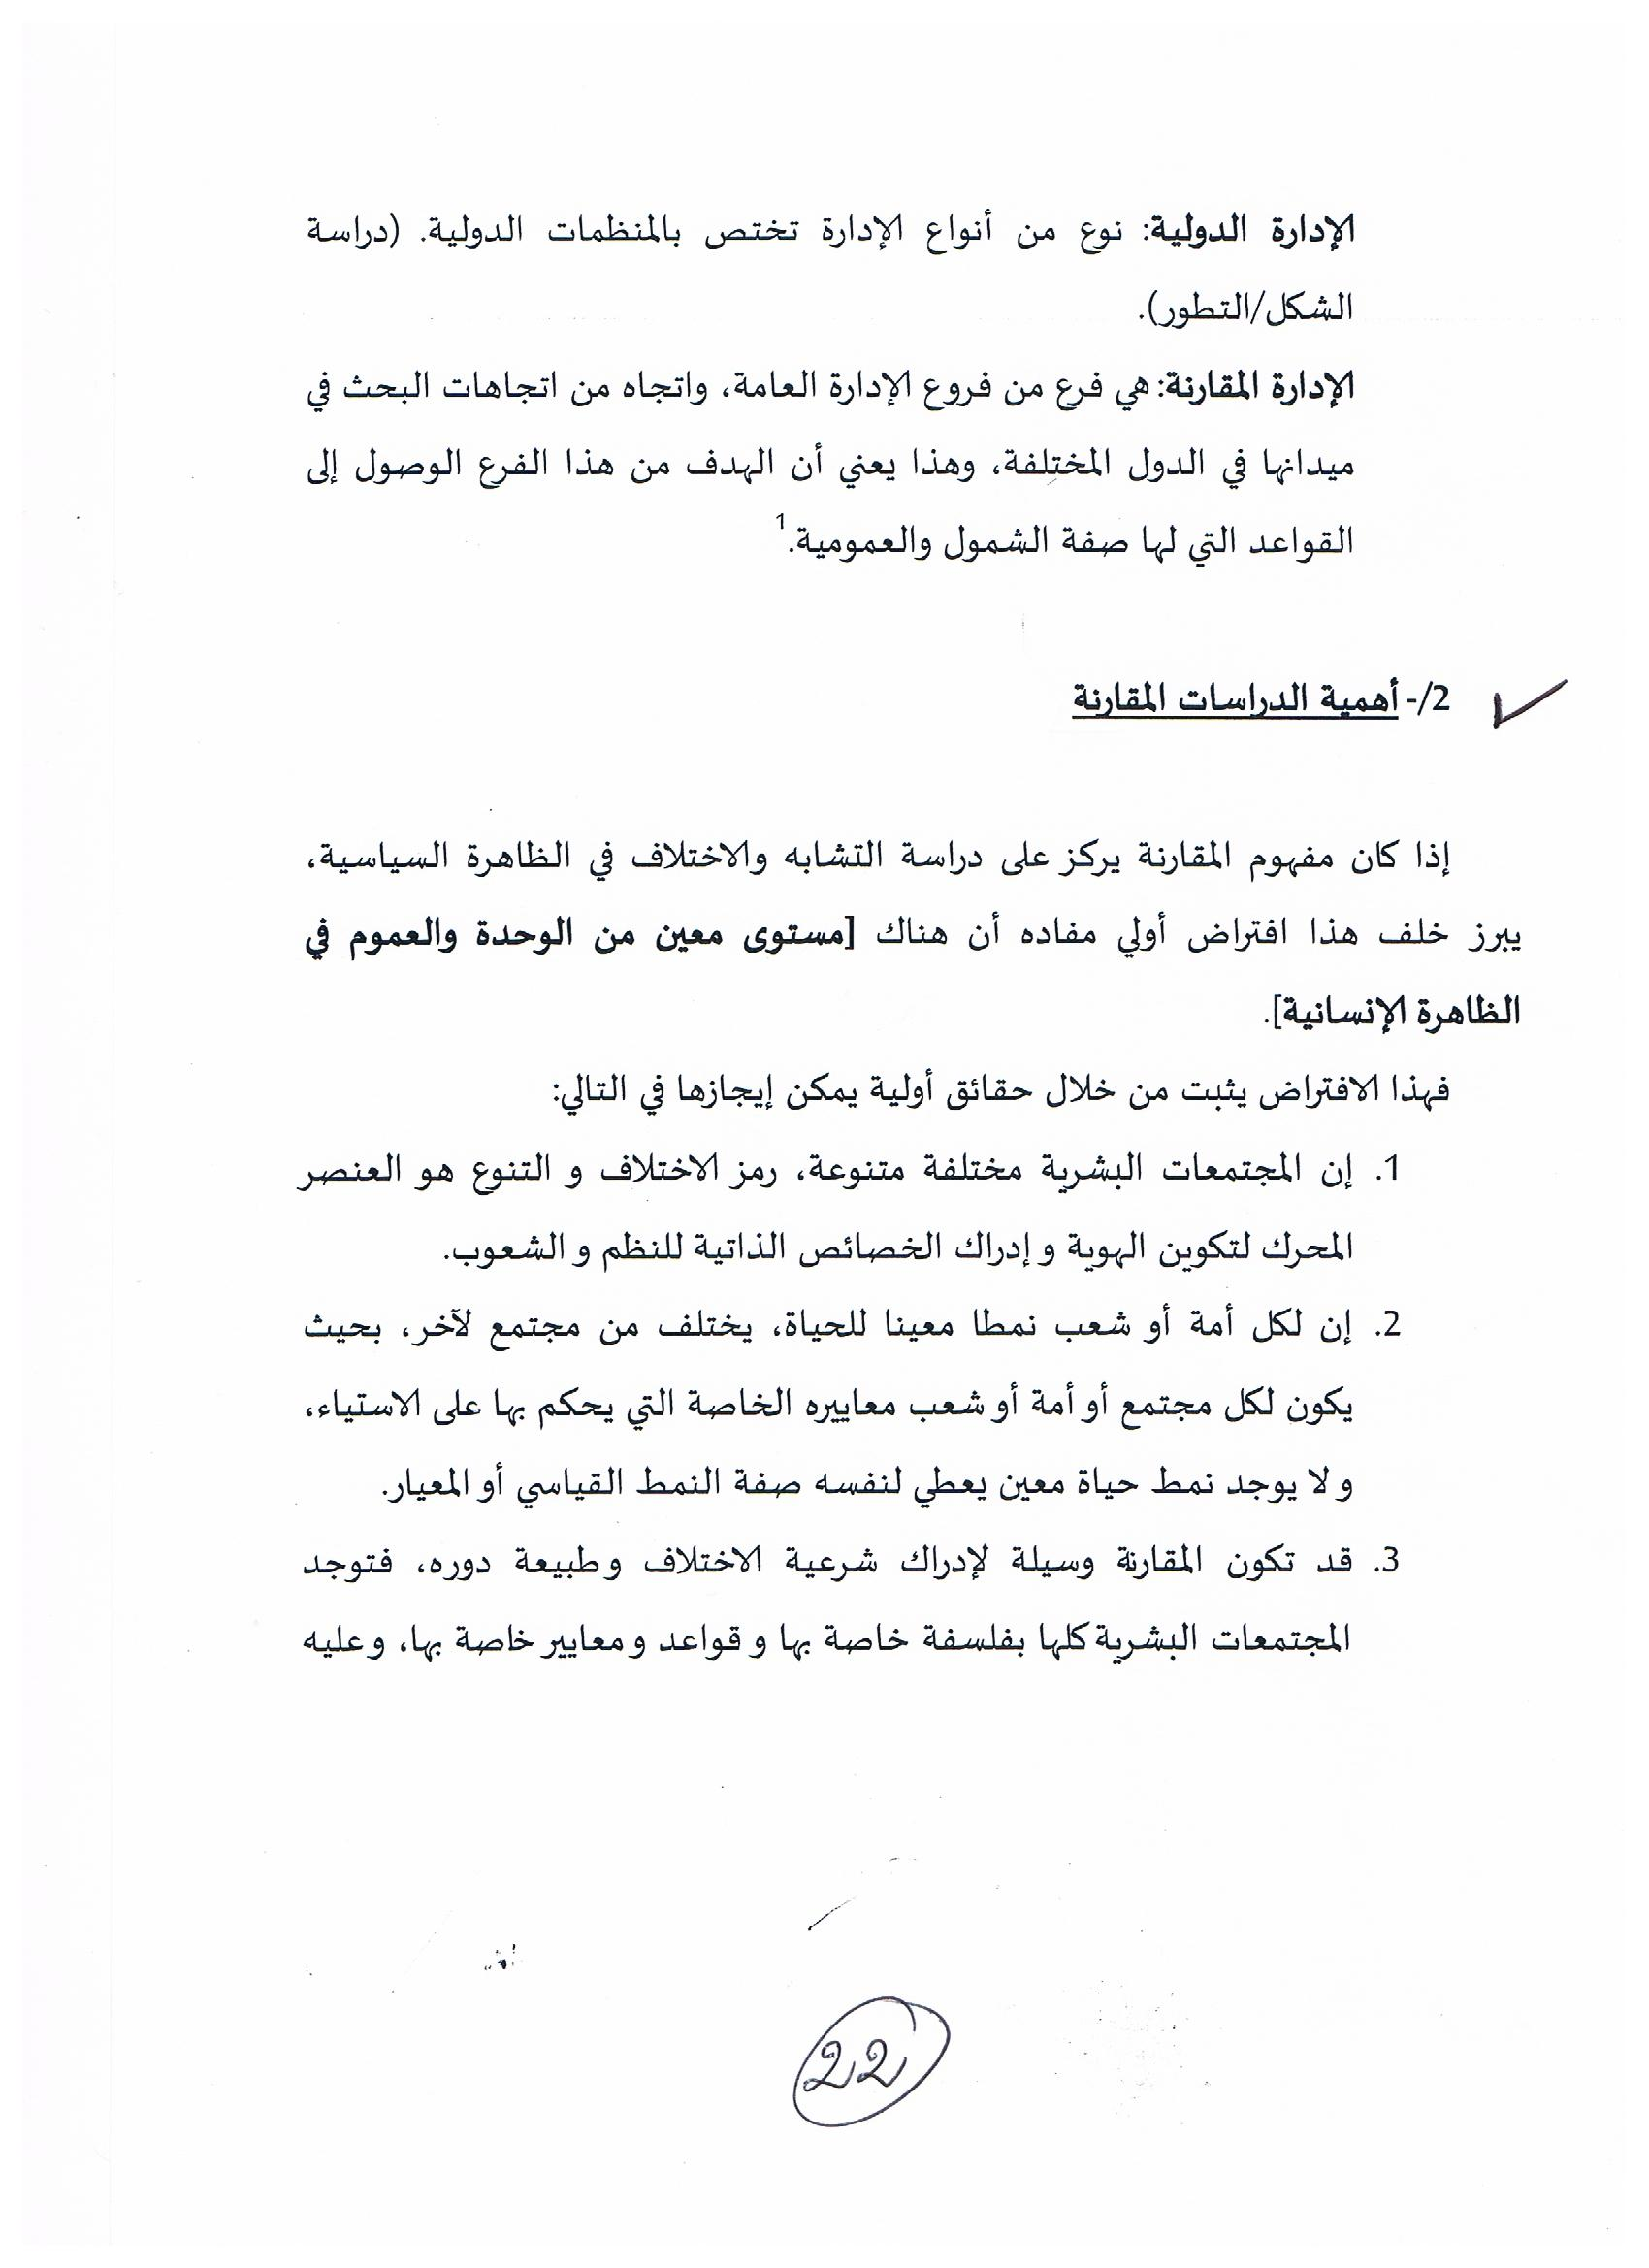 الإدارة الدولية: نوع من أنواع الإدارة تختص بالمنظمات الدولية. (دراسة
الشكل/التطور).
الإدارة المقارنة: هي فرع من فروع الإدارة العامة، واتجاه من اتجاهات البحث في
ميدانها في الدول المختلفة، وهذا يعني أن الهدف من هذا الفرع الوصول إلى
القواعد التي لها صفة الشمول والعمومية.1
2/- أهمية الدراسات المقارنة
إذا كان مفهوم المقارنة يركز على دراسة التشابه والاختلاف في الظاهرة السياسية،
يبرز خلف هذا افتراض أولي مفاده أن هناك [مستوى معين من الوحدة والعموم في
الظاهرة الإنسانية].
فهذا الافتراض يثبت من خلال حقائق أولية يمكن إيجازها في التالي:
1. إن المجتمعات البشرية مختلفة متنوعة، رمز الاختلاف و التنوع هو العنصر
المحرك لتكوين الهوية و إدراك الخصائص الذاتية للنظم و الشعوب.
2. إن لكل أمة أو شعب نمطا معينا للحياة، يختلف من مجتمع لآخر، بحيث
يكون لكل مجتمع أو أمة أو شعب معاييره الخاصة التي يحكم بها على الاستياء،
و لا يوجد نمط حياة معين يعطي لنفسه صفة النمط القياسي أو المعيار.
3. قد تكون المقارنة وسيلة لإدراك شرعية الاختلاف و طبيعة دوره، فتوجد
المجتمعات البشرية كلها بفلسفة خاصة بها و قواعد و معايير خاصة بها، و عليه
22